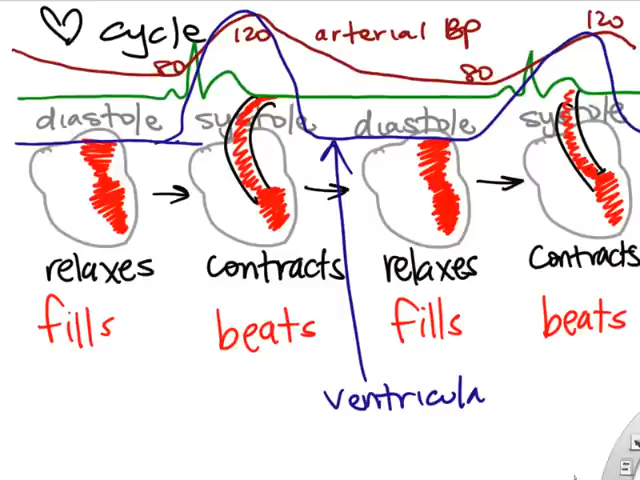 ♡ cycle
120
arterial BP
120
80
80
diastole
systole
diastole
systole
relaxes
contracts
relaxes
contracts
fills
beats
fills
beats
ventricula